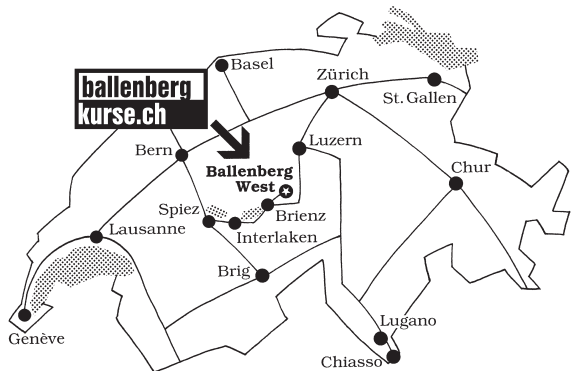 Basel
ballenberg
kurse.ch
Zürich
St. Gallen
Bern
Luzern
Ballenberg
West
Chur
Spiez
Brienz
Lausanne
Interlaken
Brig
Lugano
Genève
Chiasso